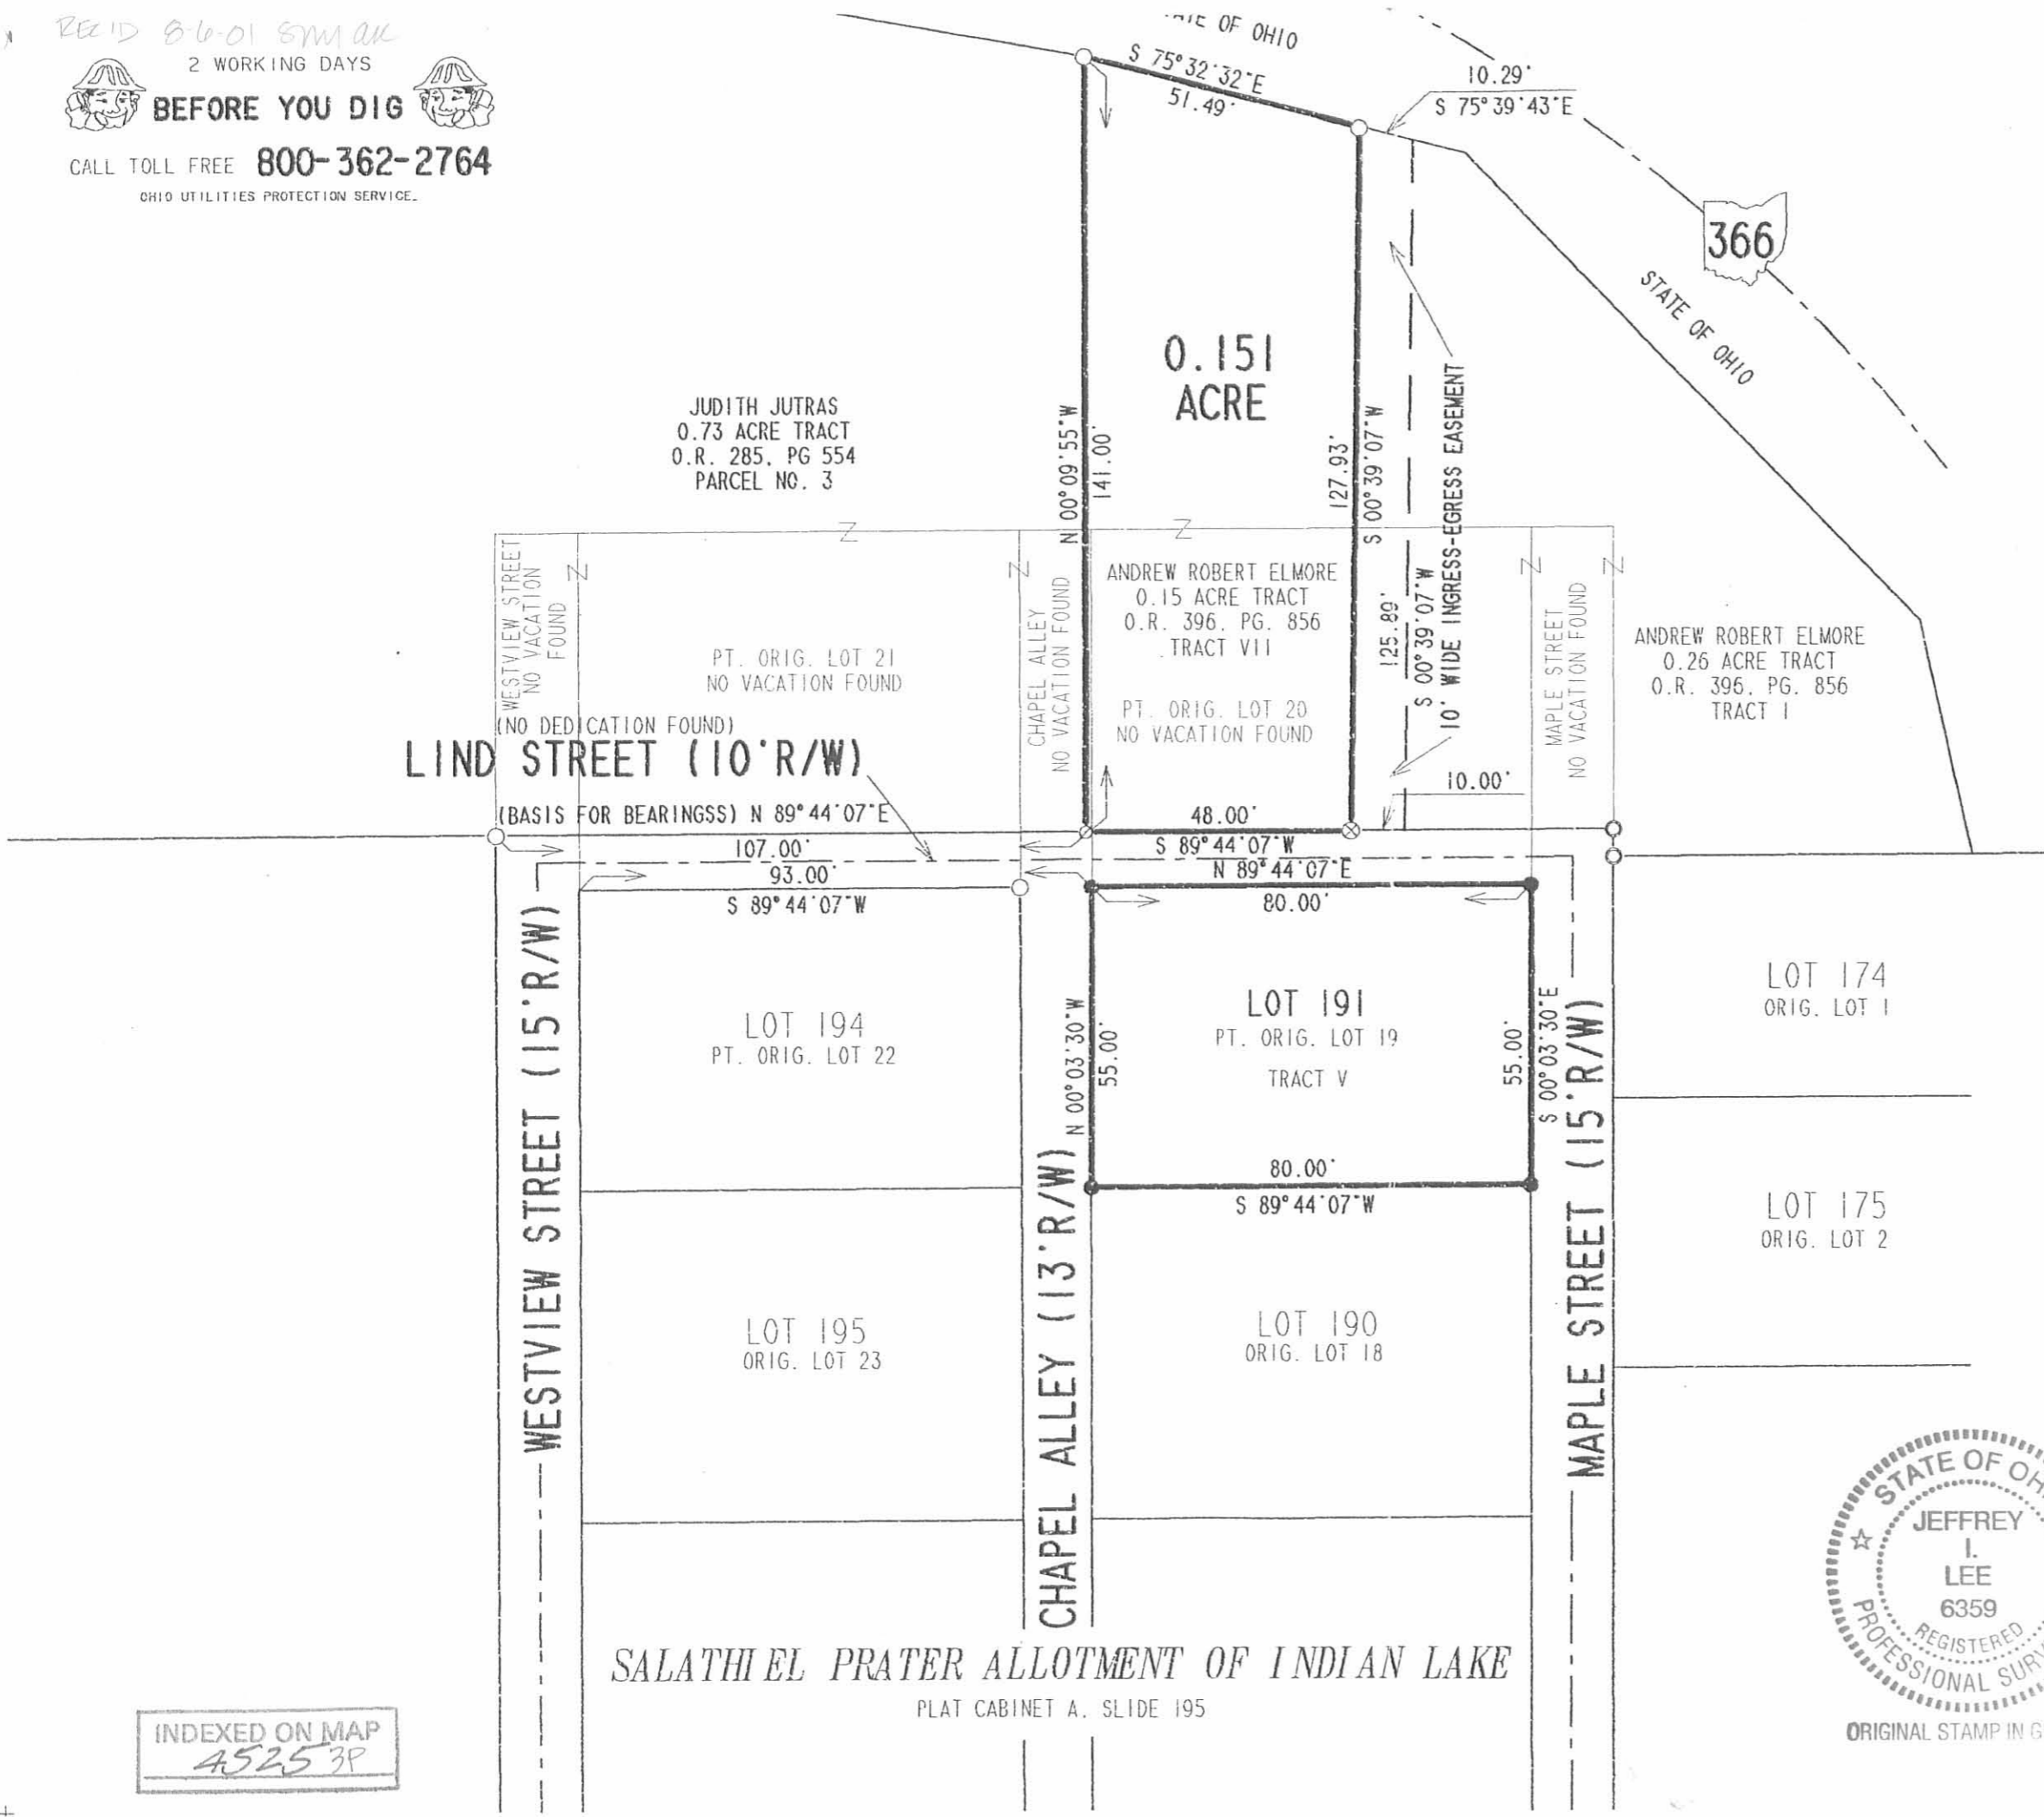 REC'D 8-6-01
2 WORKING DAYS
BEFORE YOU DIG
CALL TOLL FREE 800-362-2764
OHIO UTILITIES PROTECTION SERVICE.
OF OHIO
S 75°32'32"E
51.49'
10.29'
S 75°39'43"E
366
STATE OF OHIO
0.151
ACRE
JUDITH JUTRAS
0.73 ACRE TRACT
O.R. 285, PG 554
PARCEL NO. 3
N 00°09'55"W
141.00'
127.93'
S 00°39'07"W
125.89'
S 00°39'07"W
10' WIDE INGRESS-EGRESS EASEMENT
WESTVIEW STREET
NO VACATION
FOUND
PT. ORIG. LOT 21
NO VACATION FOUND
CHAPEL ALLEY
NO VACATION FOUND
ANDREW ROBERT ELMORE
0.15 ACRE TRACT
O.R. 396, PG. 856
TRACT VII
PT. ORIG. LOT 20
NO VACATION FOUND
MAPLE STREET
NO VACATION FOUND
ANDREW ROBERT ELMORE
0.26 ACRE TRACT
O.R. 396, PG. 856
TRACT I
(NO DEDICATION FOUND)
LIND STREET (10'R/W)
(BASIS FOR BEARINGSS) N 89°44'07"E
107.00'
93.00'
S 89°44'07"W
48.00'
S 89°44'07"W
10.00'
N 89°44'07"E
80.00'
LOT 194
PT. ORIG. LOT 22
N 00°03'30"W
55.00'
LOT 191
PT. ORIG. LOT 19
TRACT V
55.00'
S 00°03'30"E
80.00'
S 89°44'07"W
LOT 174
ORIG. LOT 1
LOT 175
ORIG. LOT 2
WESTVIEW STREET (15'R/W)
CHAPEL ALLEY (13'R/W)
MAPLE STREET (15'R/W)
LOT 195
ORIG. LOT 23
LOT 190
ORIG. LOT 18
SALATHIEL PRATER ALLOTMENT OF INDIAN LAKE
PLAT CABINET A, SLIDE 195
STATE OF OH
JEFFREY
I.
LEE
6359
REGISTERED
PROFESSIONAL SURV
ORIGINAL STAMP IN G
INDEXED ON MAP
4525 3P